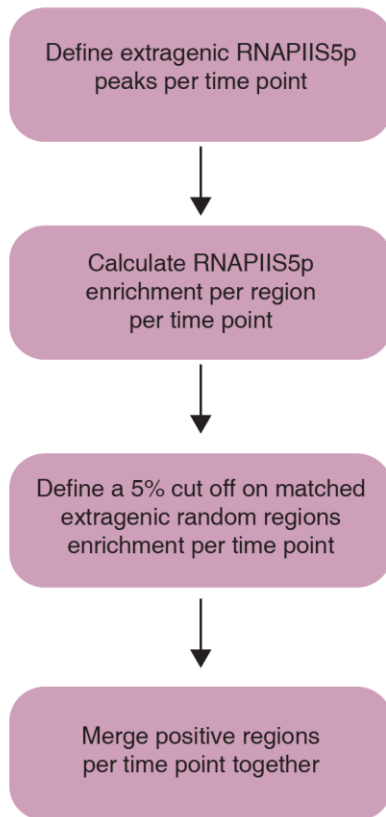 Define extragenic RNAPIIS5p
peaks per time point
Calculate RNAPIIS5p
enrichment per region
per time point
Define a 5% cut off on matched
extragenic random regions
enrichment per time point
Merge positive regions
per time point together